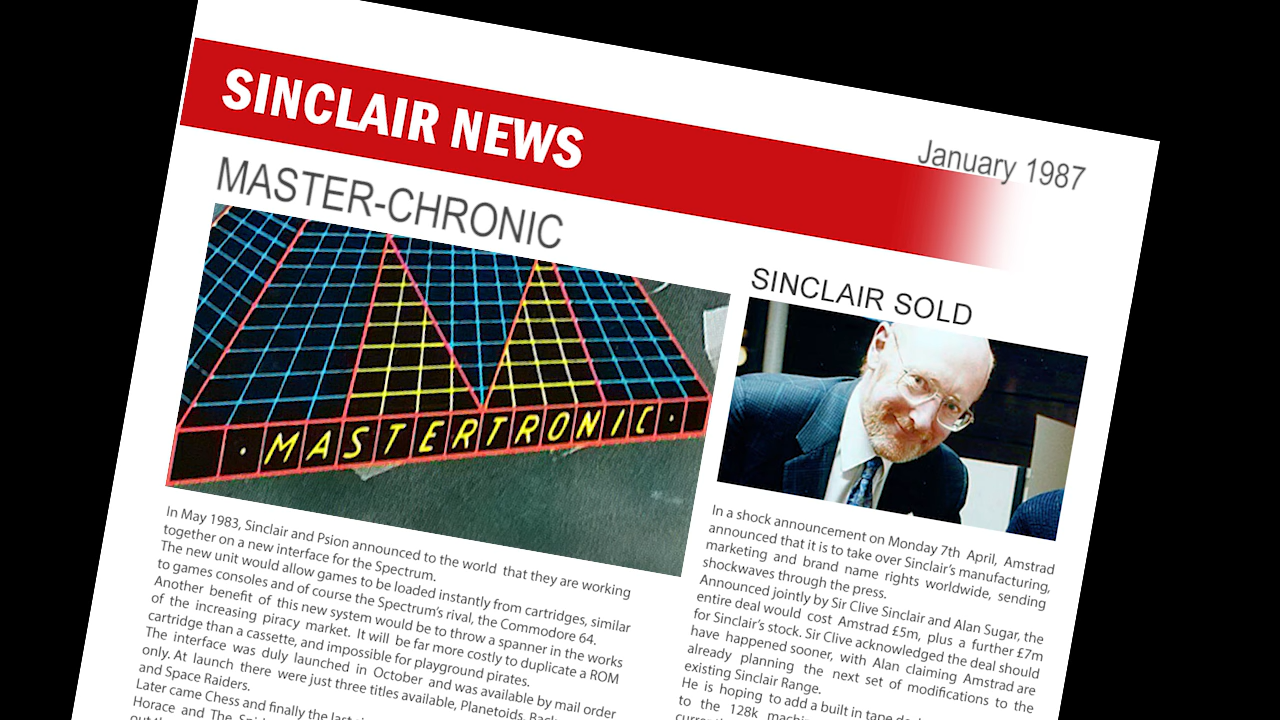 SINCLAIR NEWS
January 1987
MASTER-CHRONIC
· MASTERTRONIC ·
In May 1983, Sinclair and Psion announced to the world that they are working
together on a new interface for the Spectrum.
The new unit would allow games to be loaded instantly from cartridges, similar
to games consoles and of course the Spectrum's rival, the Commodore 64.
Another benefit of this new system would be to throw a spanner in the works
of the increasing piracy market. It will be far more costly to duplicate a ROM
cartridge than a cassette, and impossible for playground pirates.
The interface was duly launched in October and was available by mail order
only. At launch there were just three titles available, Planetoids,
and Space Raiders.
Later came Chess and finally the
Horace and The
SINCLAIR SOLD
In a shock announcement on Monday 7th April, Amstrad
announced that it is to take over Sinclair's manufacturing,
marketing and brand name rights worldwide, sending
shockwaves through the press.
Announced jointly by Sir Clive Sinclair and Alan Sugar, the
entire deal would cost Amstrad £5m, plus a further £7m
for Sinclair's stock. Sir Clive acknowledged the deal should
have happened sooner, with Alan claiming Amstrad are
already planning the next set of modifications to the
existing Sinclair Range.
He is hoping to add a built in tape
to the 128k